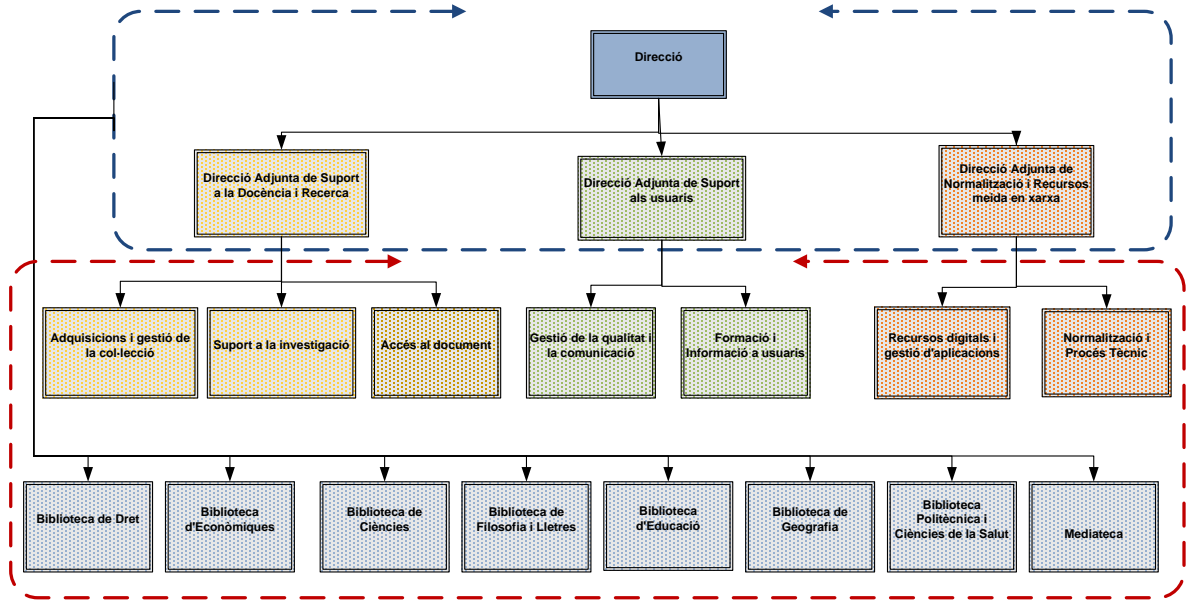 Direcció
Direcció Adjunta de Suport
a la Docència i Recerca
Direcció Adjunta de Suport
als usuaris
Direcció Adjunta de
Normalització i Recursos
meida en xarxa
Adquisicions i gestió de
la col·lecció
Suport a la investigació
Accés al document
Gestió de la qualitat i
la comunicació
Formació i
Informació a usuaris
Recursos digitals i
gestió d'aplicacions
Normalització i
Procés Tècnic
Biblioteca de Dret
Biblioteca
d'Econòmiques
Biblioteca de
Ciències
Biblioteca de
Filosofia i Lletres
Biblioteca
d'Educació
Biblioteca de
Geografia
Biblioteca
Politècnica i
Ciències de la Salut
Mediateca